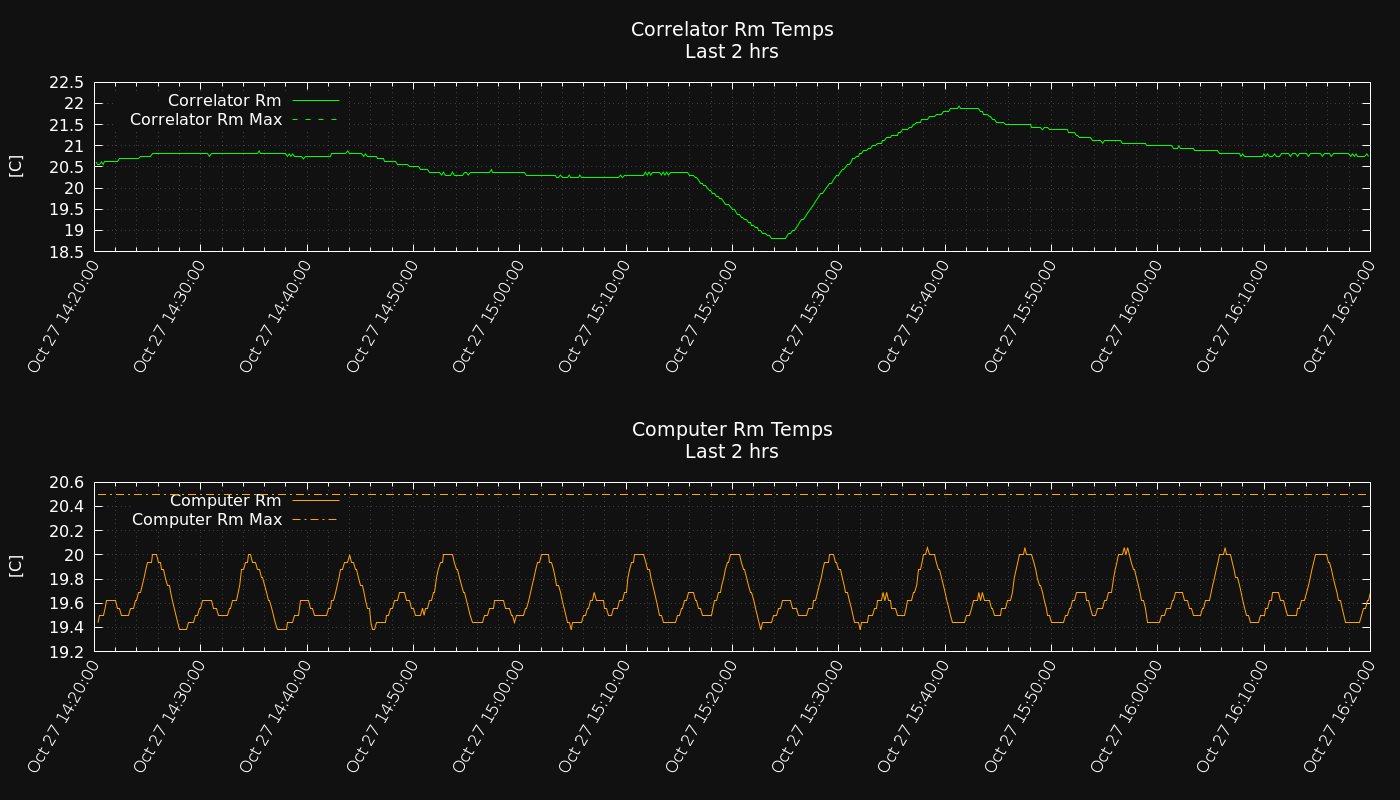 Correlator Rm Temps
Last 2 hrs
22.5
22
21.5
21
20.5
20
19.5
19
18.5
[C]
Correlator Rm
Correlator Rm Max
Oct 27 14:20:00
Oct 27 14:30:00
Oct 27 14:40:00
Oct 27 14:50:00
Oct 27 15:00:00
Oct 27 15:10:00
Oct 27 15:20:00
Oct 27 15:30:00
Oct 27 15:40:00
Oct 27 15:50:00
Oct 27 16:00:00
Oct 27 16:10:00
Oct 27 16:20:00
Computer Rm Temps
Last 2 hrs
20.6
20.4
20.2
20
19.8
19.6
19.4
19.2
[C]
Computer Rm
Computer Rm Max
Oct 27 14:20:00
Oct 27 14:30:00
Oct 27 14:40:00
Oct 27 14:50:00
Oct 27 15:00:00
Oct 27 15:10:00
Oct 27 15:20:00
Oct 27 15:30:00
Oct 27 15:40:00
Oct 27 15:50:00
Oct 27 16:00:00
Oct 27 16:10:00
Oct 27 16:20:00